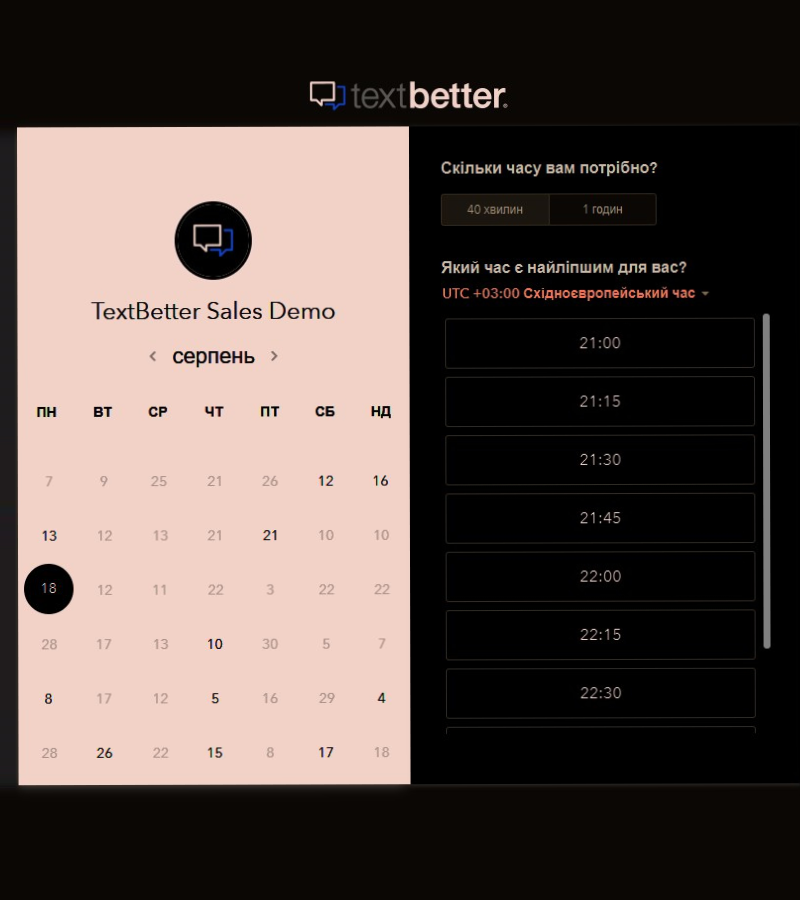 textbetter.
TextBetter Sales Demo
серпень
ПН ВТ СР ЧТ ПТ СБ НД
7 9 25 21 26 12 16
13 12 13 21 21 10 10
18 12 11 22 3 22 22
28 17 13 10 30 5 7
8 17 12 5 16 29 4
28 26 22 15 8 17 18
Скільки часу вам потрібно?
40 хвилин 1 годин
Який час є найліпшим для вас?
UTC +03:00 Східноєвропейський час
21:00
21:15
21:30
21:45
22:00
22:15
22:30